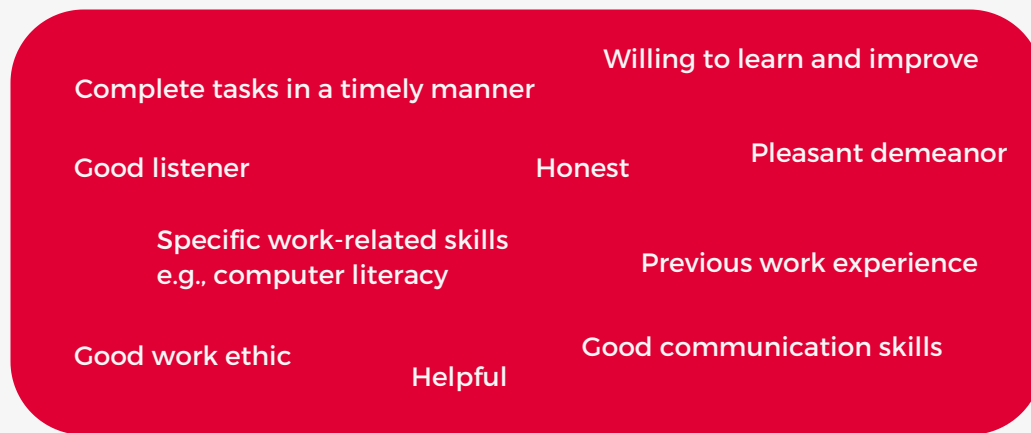 Willing to learn and improve
Complete tasks in a timely manner
Good listener
Honest
Pleasant demeanor
Specific work-related skills
e.g., computer literacy
Previous work experience
Good work ethic
Helpful
Good communication skills